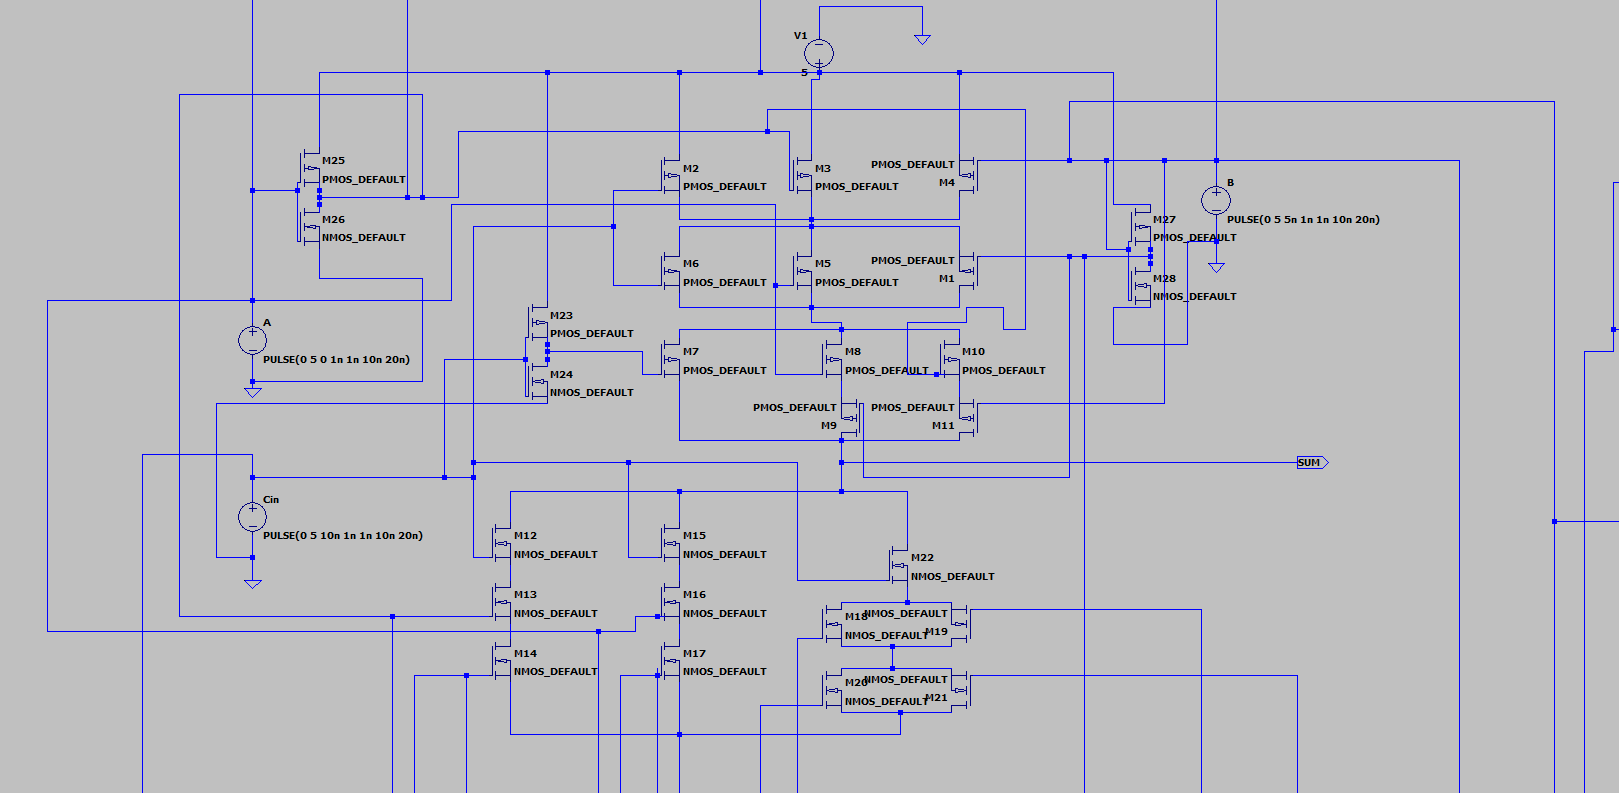 V1
5
M25
PMOS_DEFAULT
M26
NMOS_DEFAULT
M2
PMOS_DEFAULT
M3
PMOS_DEFAULT
PMOS_DEFAULT
M4
B
PULSE(0 5 5n 1n 1n 10n 20n)
M27
PMOS_DEFAULT
M28
NMOS_DEFAULT
M6
PMOS_DEFAULT
M5
PMOS_DEFAULT
PMOS_DEFAULT
M1
A
PULSE(0 5 0 1n 1n 10n 20n)
M23
PMOS_DEFAULT
M24
NMOS_DEFAULT
M7
PMOS_DEFAULT
M8
PMOS_DEFAULT
M10
PMOS_DEFAULT
PMOS_DEFAULT
M9
PMOS_DEFAULT
M11
SUM
Cin
PULSE(0 5 10n 1n 1n 10n 20n)
M12
NMOS_DEFAULT
M15
NMOS_DEFAULT
M22
NMOS_DEFAULT
M13
NMOS_DEFAULT
M16
NMOS_DEFAULT
M18
NMOS_DEFAULT
NMOS_DEFAULT
M19
M14
NMOS_DEFAULT
M17
NMOS_DEFAULT
M20
NMOS_DEFAULT
NMOS_DEFAULT
M21